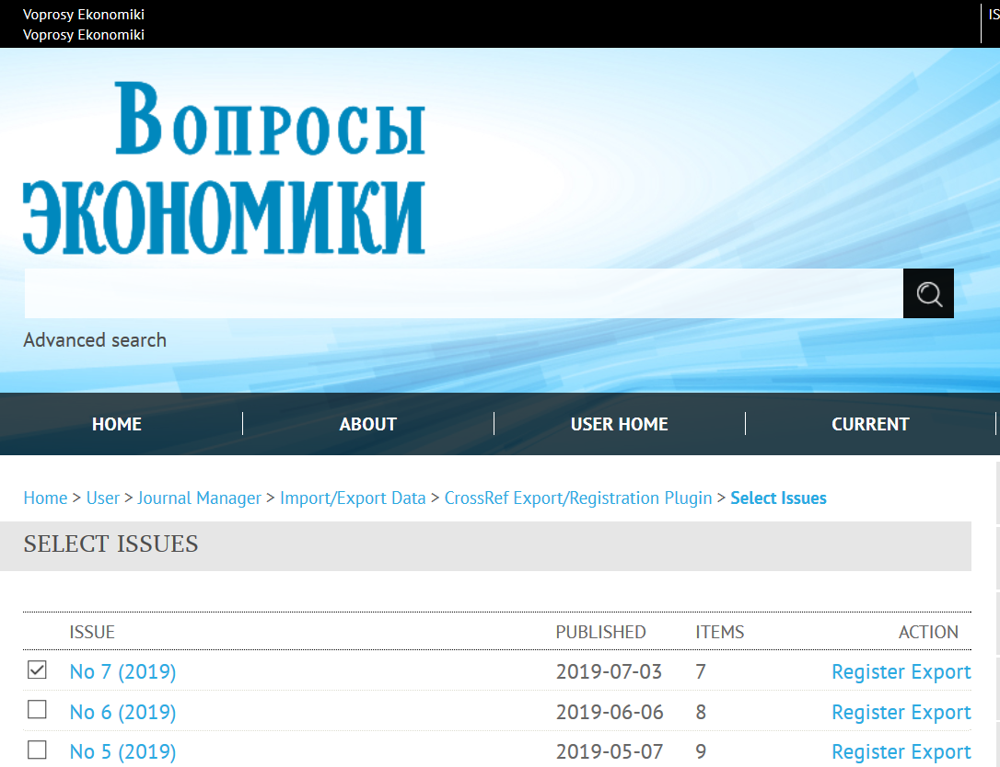 Voprosy Ekonomiki
Voprosy Ekonomiki
Вопросы
ЭКОНОМИКИ
Advanced search
HOME ABOUT USER HOME CURRENT
Home > User > Journal Manager > Import/Export Data > CrossRef Export/Registration Plugin > Select Issues
SELECT ISSUES
ISSUE PUBLISHED ITEMS ACTION
No 7 (2019) 2019-07-03 7 Register Export
No 6 (2019) 2019-06-06 8 Register Export
No 5 (2019) 2019-05-07 9 Register Export